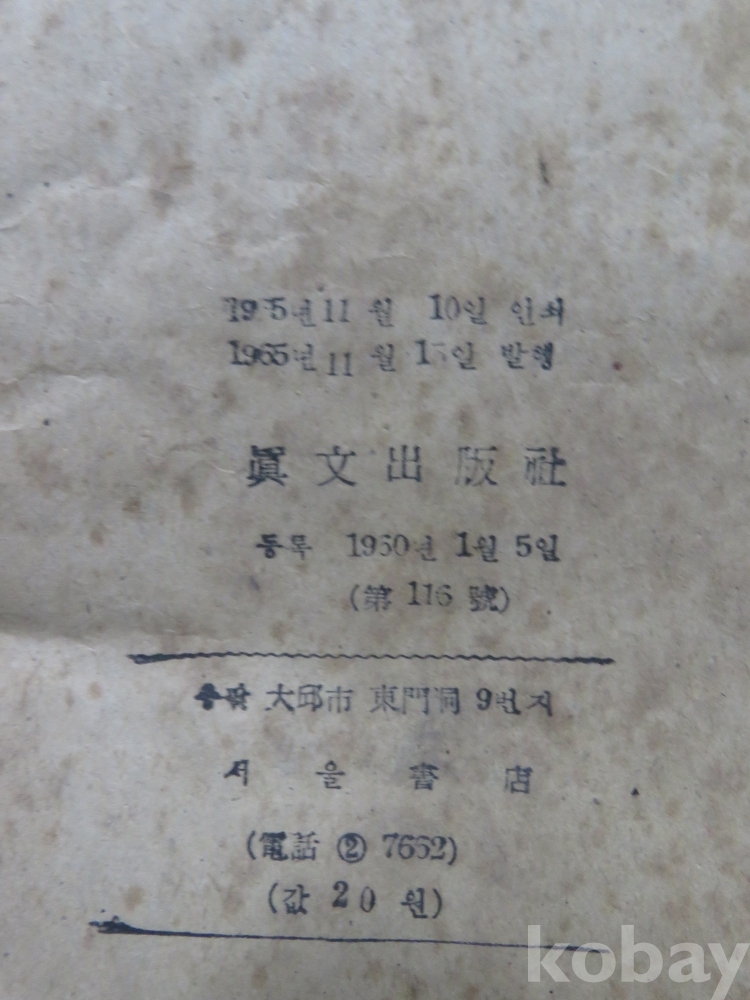 1965년 11월 10일 인쇄
1965년 11월 15일 발행
眞文出版社
등록 1960년 1월 5일
(第 116 號)
총판 大邱市 東門洞 9번지
서울書店
(電話 ② 7662)
(값 20 원)
kobay